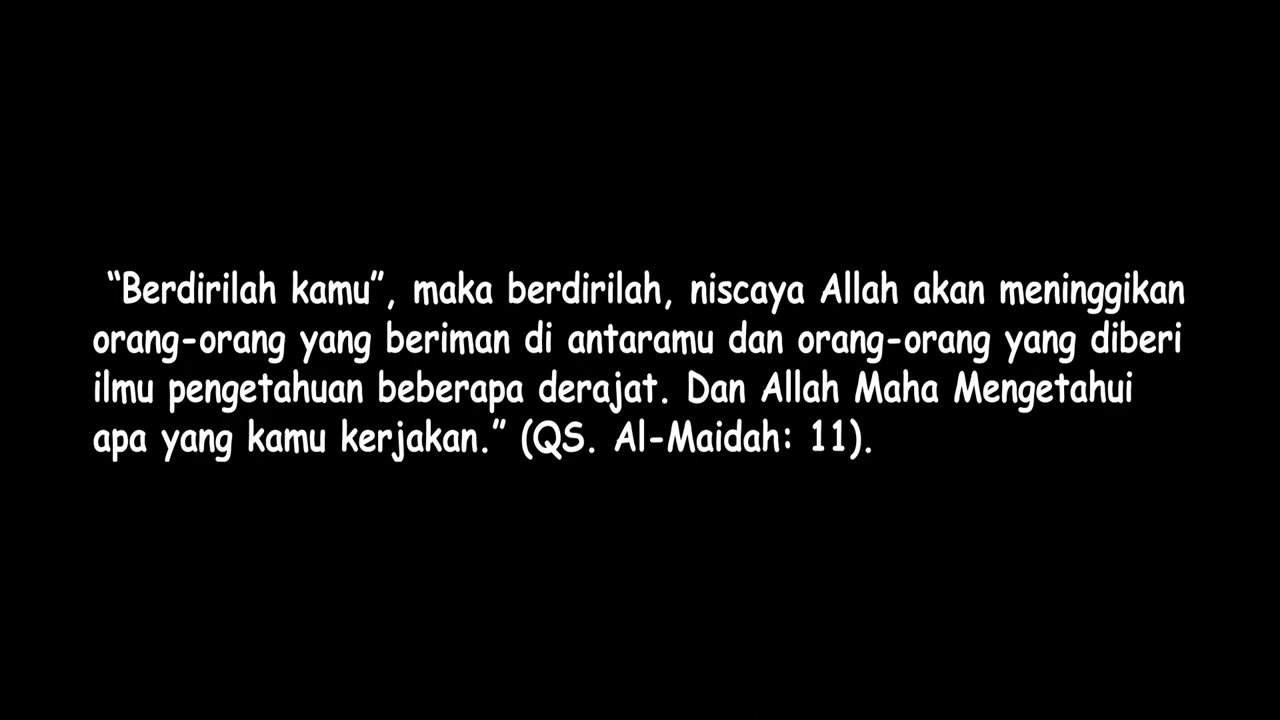 “Berdirilah kamu”, maka berdirilah, niscaya Allah akan meninggikan
orang-orang yang beriman di antaramu dan orang-orang yang diberi
ilmu pengetahuan beberapa derajat. Dan Allah Maha Mengetahui
apa yang kamu kerjakan.” (QS. Al-Maidah: 11).